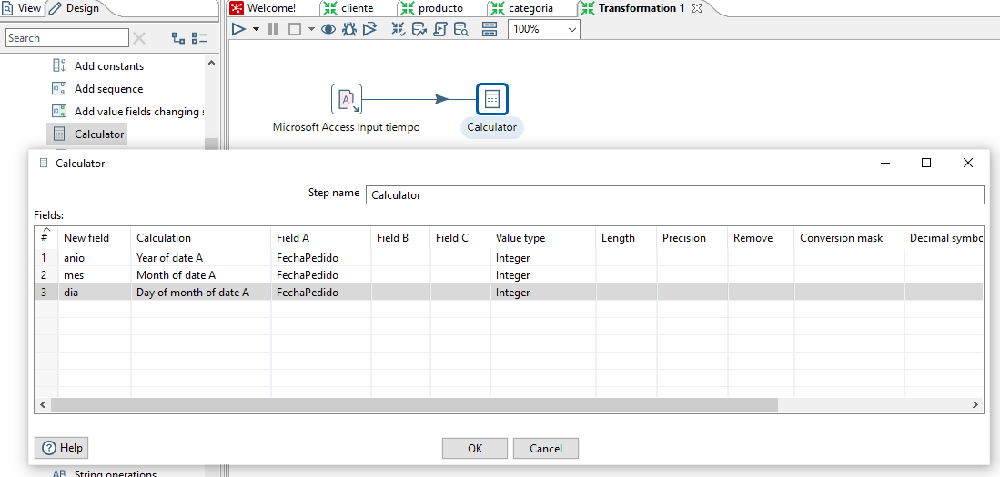 View Design Welcome! cliente producto categoria Transformation 1
Search
100%
Add constants
Add sequence
Add value fields changing s
Calculator
A
Microsoft Access Input tiempo Calculator
Calculator
Step name Calculator
Fields:
# New field Calculation Field A Field B Field C Value type Length Precision Remove Conversion mask Decimal symbo
1 anio Year of date A FechaPedido Integer
2 mes Month of date A FechaPedido Integer
3 dia Day of month of date A FechaPedido Integer
Help OK Cancel
AB String operations